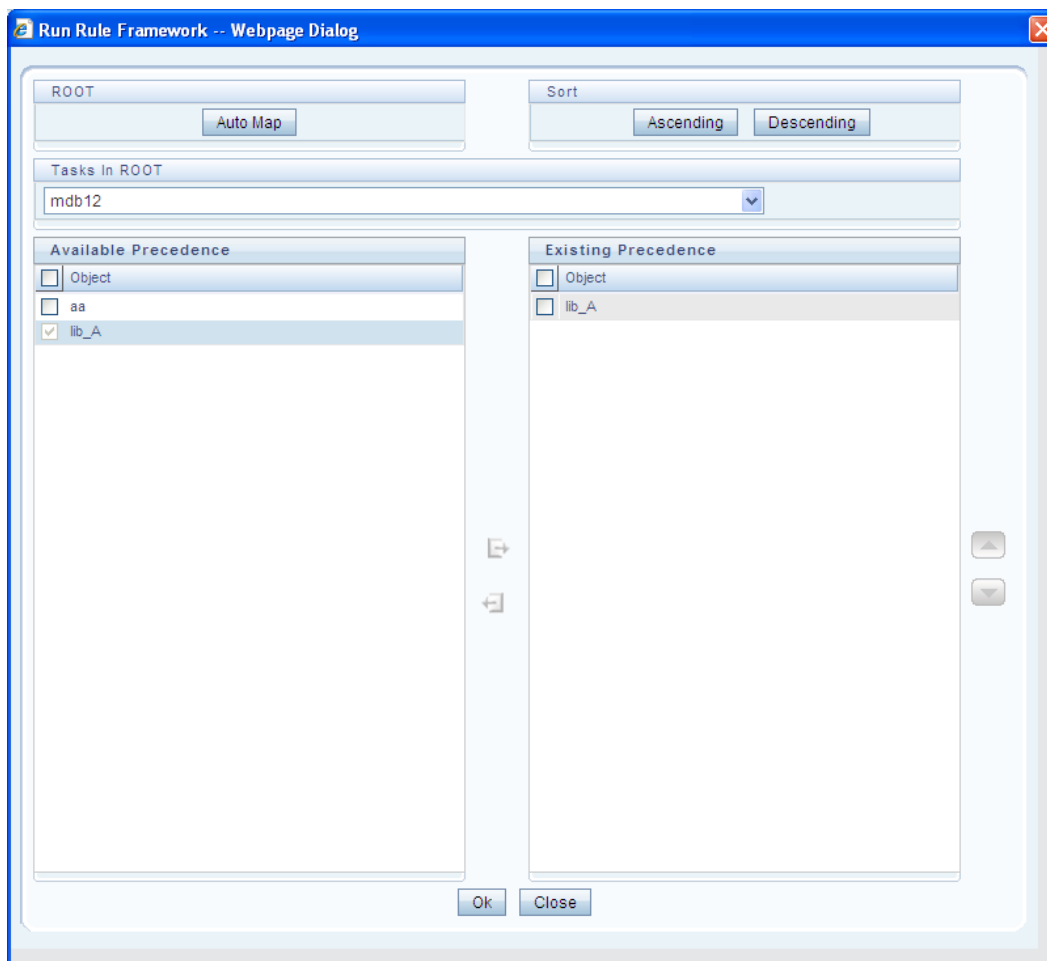 Run Rule Framework -- Webpage Dialog
ROOT
Auto Map
Sort
Ascending
Descending
Tasks In ROOT
mdb12
Available Precedence
Object
aa
lib_A
Existing Precedence
Object
lib_A
Ok
Close